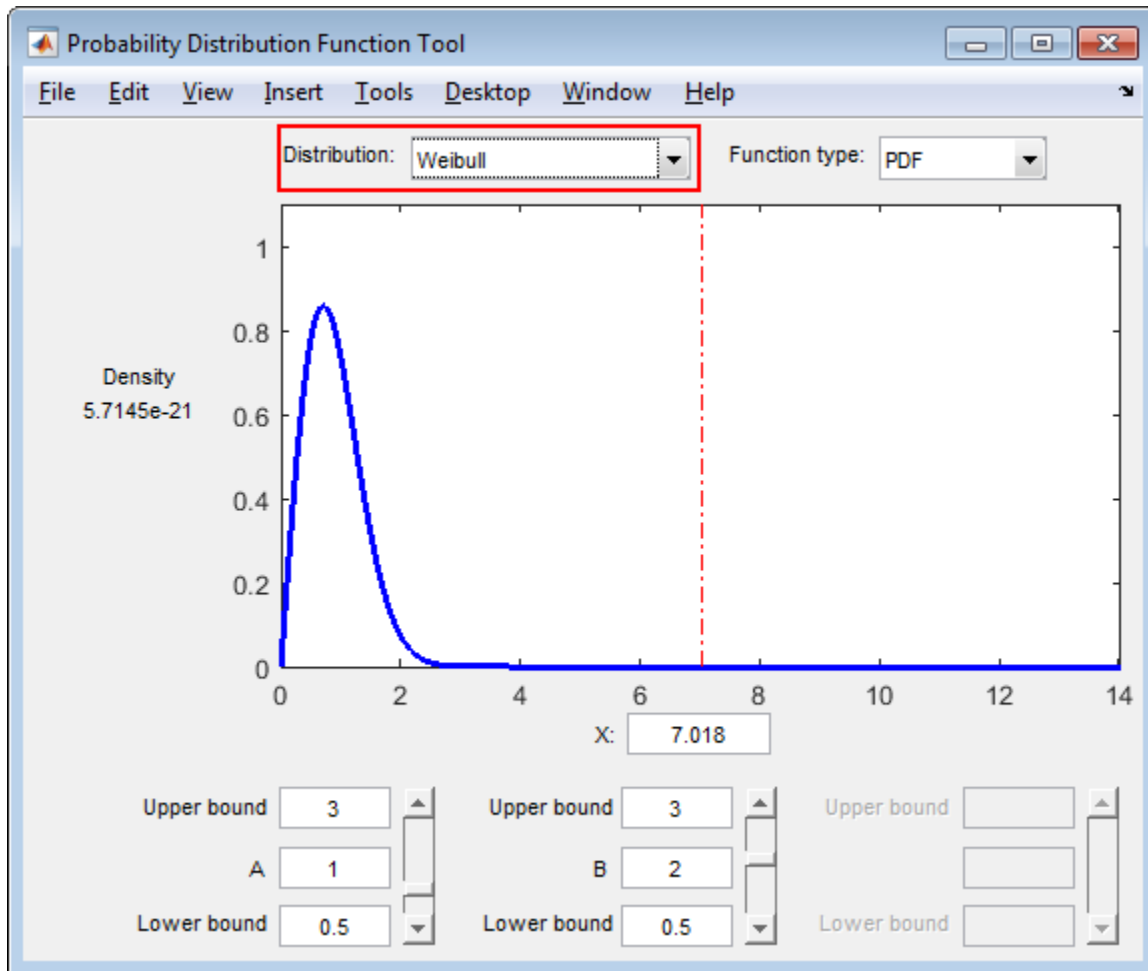 Probability Distribution Function Tool
File Edit View Insert Tools Desktop Window Help
Distribution: Weibull Function type: PDF
1
0.8
Density
5.7145e-21
0.6
0.4
0.2
0
0 2 4 6 8 10 12 14
X: 7.018
Upper bound 3 Upper bound 3 Upper bound
A 1 B 2
Lower bound 0.5 Lower bound 0.5 Lower bound